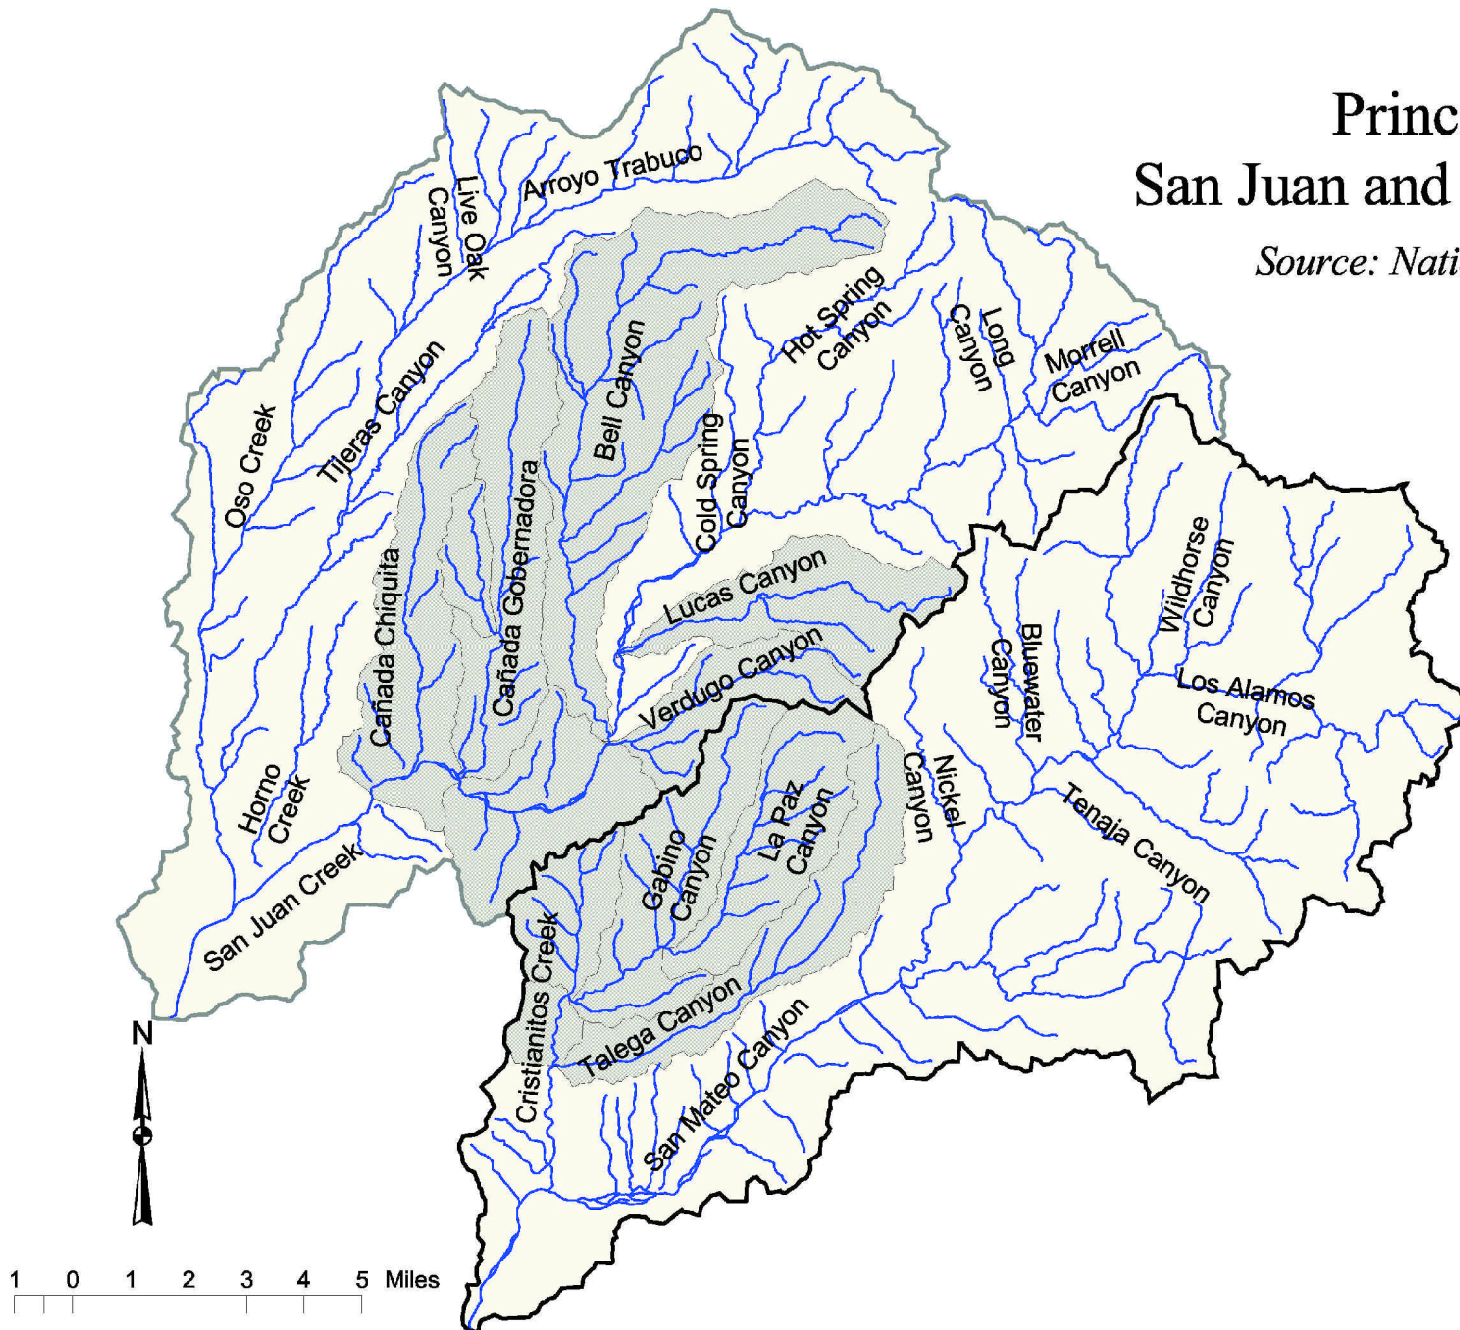 Princ
San Juan and
Source: Nati
Arroyo Trabuco
Live Oak
Canyon
Tijeras Canyon
Oso Creek
Bell Canyon
Hot Spring
Canyon
Long
Canyon
Morrell
Canyon
Cold Spring
Canyon
Cañada Chiquita
Cañada Gobernadora
Lucas Canyon
Verdugo Canyon
Wildhorse
Canyon
Bluewater
Canyon
Los Alamos
Canyon
Horno
Creek
San Juan Creek
Gabino
Canyon
La Paz
Canyon
Nickel
Canyon
Tenaja Canyon
Cristianitos Creek
Talega Canyon
San Mateo Canyon
N
1 0 1 2 3 4 5 Miles